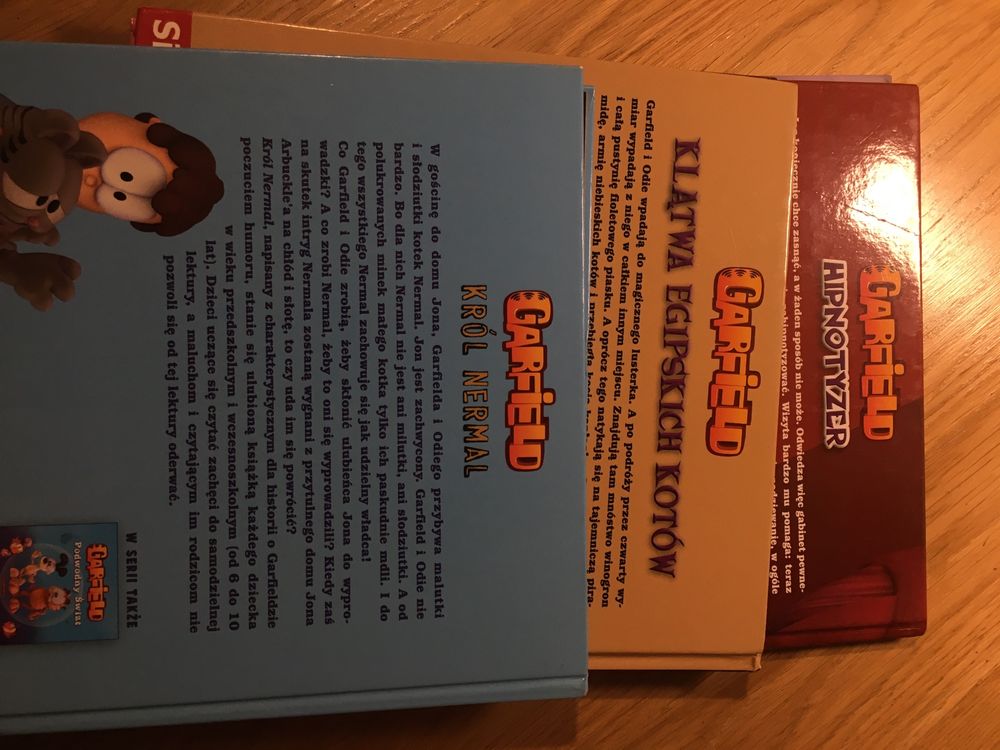 Si
GARFIELD
KRÓL NERMAL
W gościnę do domu Jona, Garfielda i Odiego przybywa malutki
i słodziutki kotek Nermal. Jon jest zachwycony. Garfield i Odie nie
bardzo. Bo dla nich Nermal nie jest ani milutki, ani słodziutki. A od
polukrowanych minek małego kotka tylko ich paskudnie mdli. I do
tego wszystkiego Nermal zachowuje się jak udzielny władca!
Co Garfield i Odie zrobią, żeby skłonić ulubieńca Jona do wypro-
wadzki? A co zrobi Nermal, żeby to oni się wyprowadzili? Kiedy zaś
na skutek intryg Nermala zostaną wygnani z przytulnego domu Jona
Arbuckle'a na chłód i słotę, to czy uda im się powrócić?
Król Nermal, napisany z charakterystycznym dla historii o Garfieldzie
poczuciem humoru, stanie się ulubioną książką każdego dziecka
w wieku przedszkolnym i wczesnoszkolnym (od 6 do 10
lat). Dzieci uczące się czytać zachęci do samodzielnej
lektury, a maluchom i czytającym im rodzicom nie
pozwoli się od tej lektury oderwać.
W SERII TAKŻE
GARFIELD
Podwodny Świat
GARFIELD
KLĄTWA EGIPSKICH KOTÓW
Garfield i Odie wpadają do magicznego lusterka. A po podróży przez czwarty wy-
miar wypadają z niego w całkiem innym miejscu. Znajdują tam mnóstwo winogron
i całą pustynię fioletowego piasku. A oprócz tego natykają się na tajemniczą pira-
midę, armię niebieskich kotów i przebiegłą
GARFIELD
HIPNOTYZER
koniecznie chce zasnąć, a w żaden sposób nie może. Odwiedza więc gabinet pewne-
zahipnotyzować. Wizyta bardzo mu pomaga: teraz
spodziewanie, w ogóle